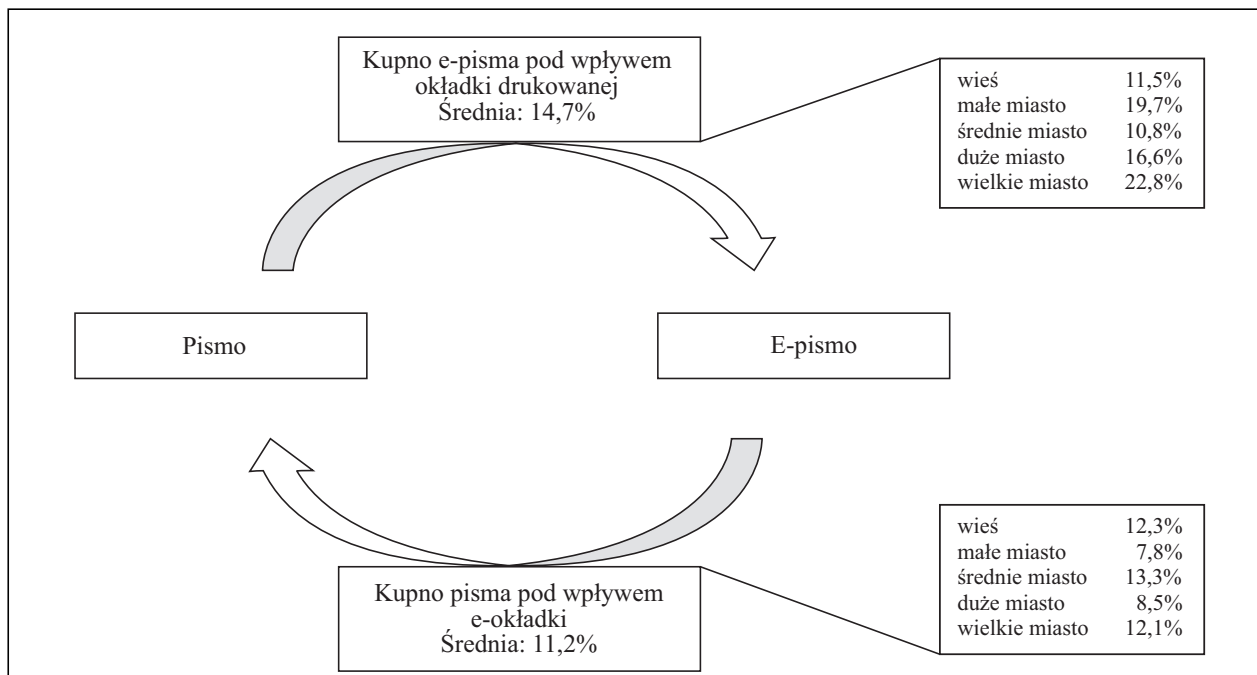 Kupno e-pisma pod wpływem
okładki drukowanej
Średnia: 14,7%
wieś 11,5%
małe miasto 19,7%
średnie miasto 10,8%
duże miasto 16,6%
wielkie miasto 22,8%
Pismo
E-pismo
Kupno pisma pod wpływem
e-okładki
Średnia: 11,2%
wieś 12,3%
małe miasto 7,8%
średnie miasto 13,3%
duże miasto 8,5%
wielkie miasto 12,1%